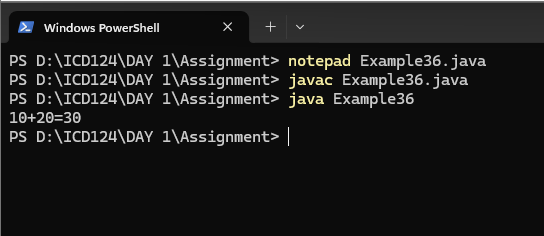 Windows PowerShell
PS D:\ICD124\DAY 1\Assignment> notepad Example36.java
PS D:\ICD124\DAY 1\Assignment> javac Example36.java
PS D:\ICD124\DAY 1\Assignment> java Example36
10+20=30
PS D:\ICD124\DAY 1\Assignment>